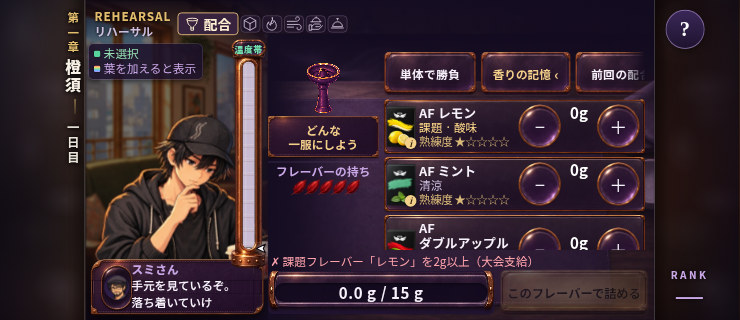 第一章 橙須 ― 一日目
REHEARSAL
リハーサル
配合
未選択
葉を加えると表示
温度帯
どんな
一服にしよう
フレーバーの持ち
単体で勝負
香りの記憶 ‹
前回の配
AF レモン
課題・酸味
熟練度 ★☆☆☆☆
0g
−
+
AF ミント
清涼
熟練度 ★☆☆☆☆
0g
−
+
AF
ダブルアップル
0g
スミさん
手元を見ているぞ。
落ち着いていけ
✗ 課題フレーバー「レモン」を2g以上（大会支給）
0.0 g / 15 g
このフレーバーで詰める
?
RANK
―